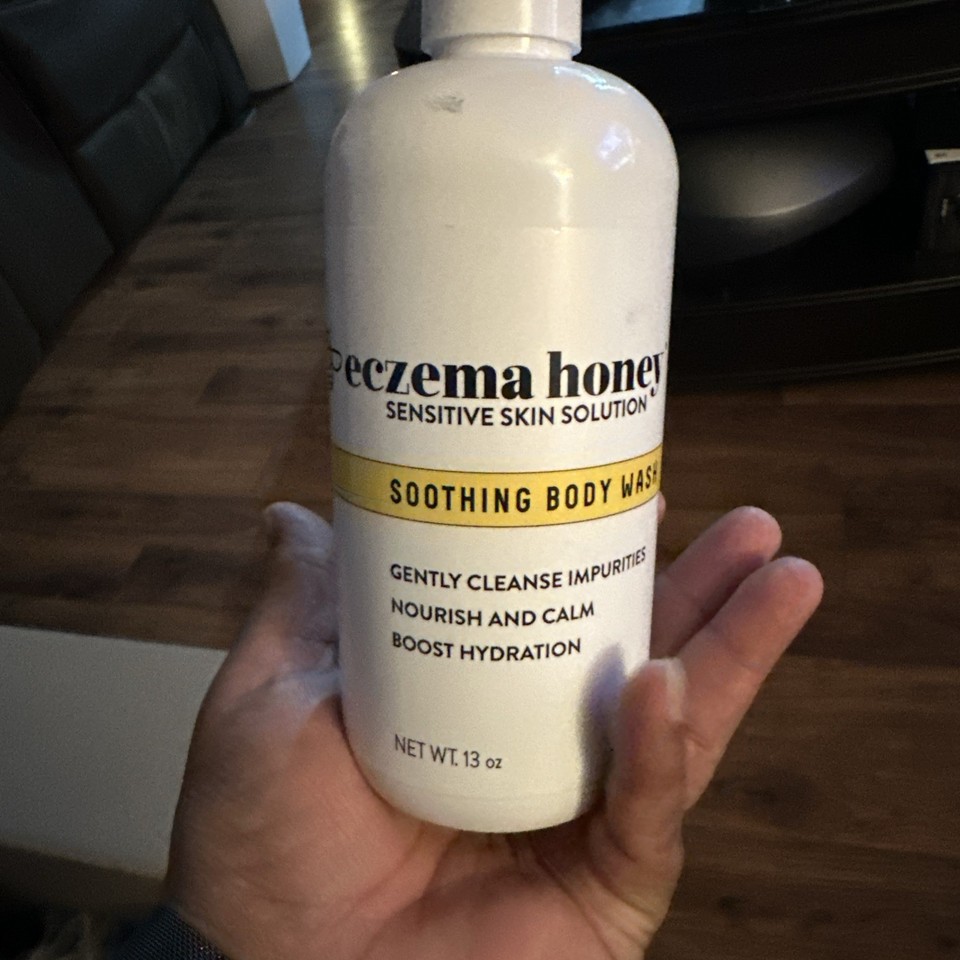 eczema honey
SENSITIVE SKIN SOLUTION
SOOTHING BODY WASH
GENTLY CLEANSE IMPURITIES
NOURISH AND CALM
BOOST HYDRATION
NET WT. 13 oz